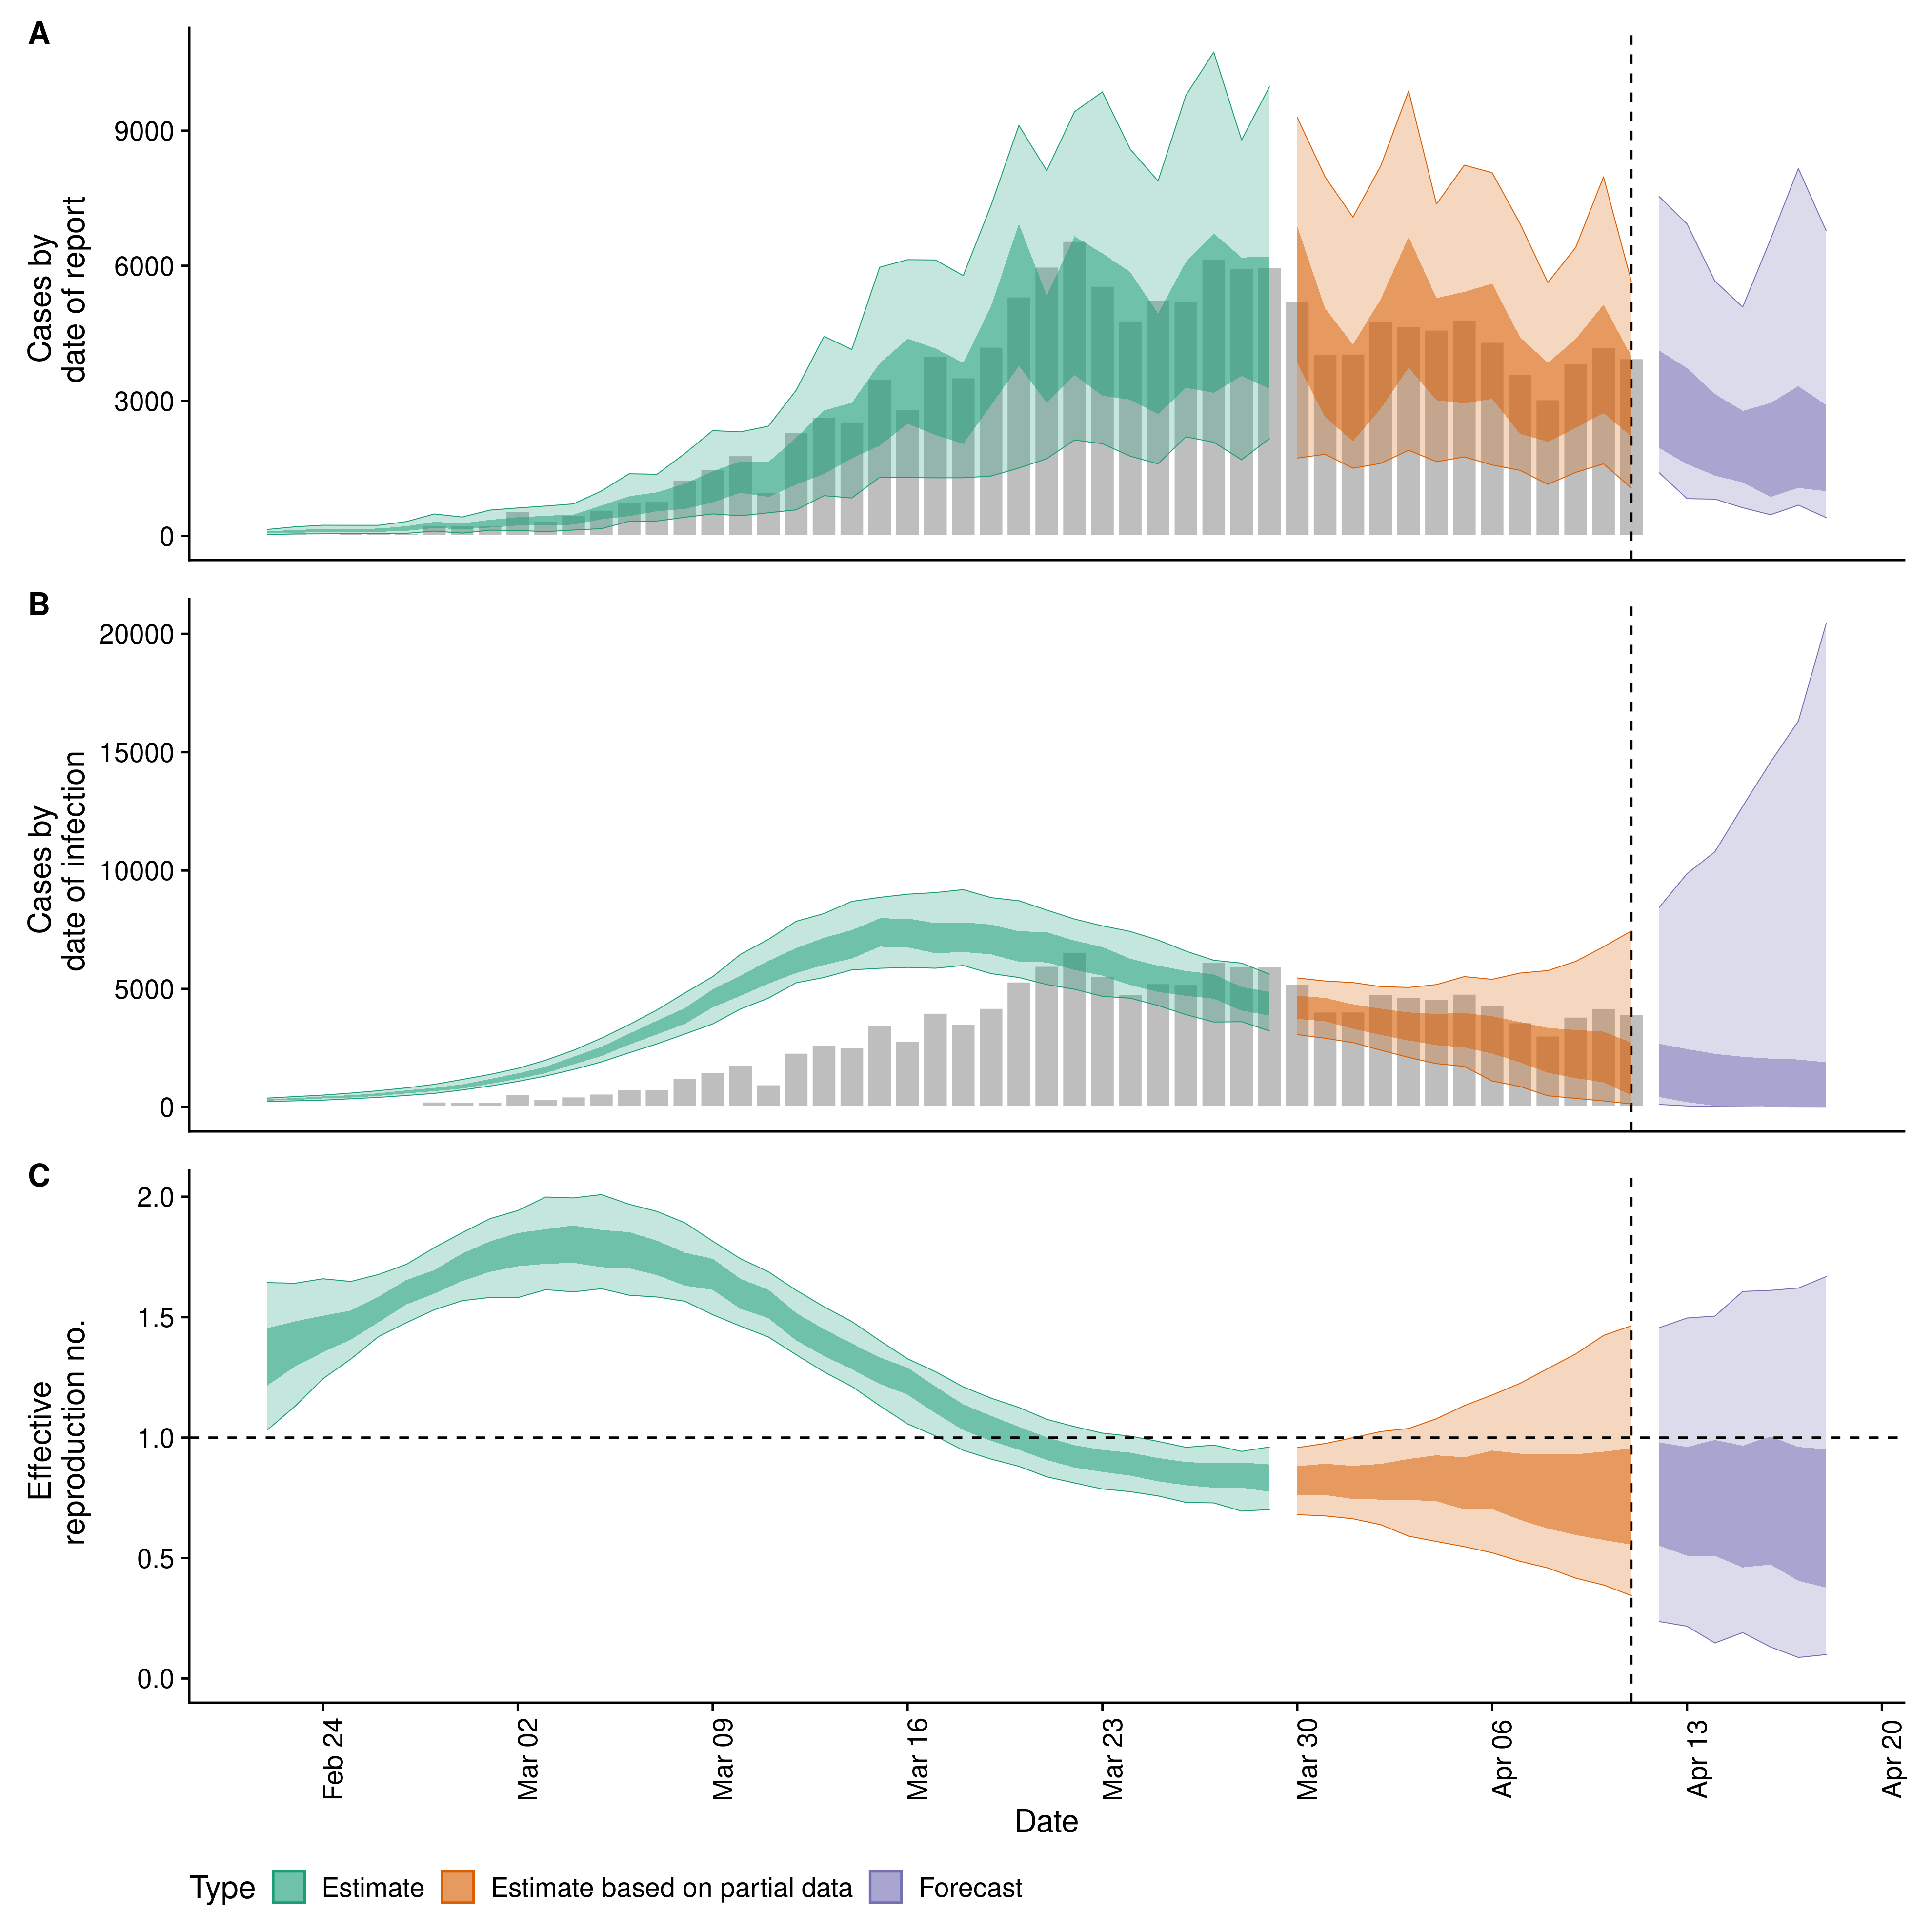 A
Cases by
date of report
9000
6000
3000
0
B
Cases by
date of infection
20000
15000
10000
5000
0
C
Effective
reproduction no.
2.0
1.5
1.0
0.5
0.0
Feb 24
Mar 02
Mar 09
Mar 16
Mar 23
Mar 30
Apr 06
Apr 13
Apr 20
Date
Type Estimate Estimate based on partial data Forecast